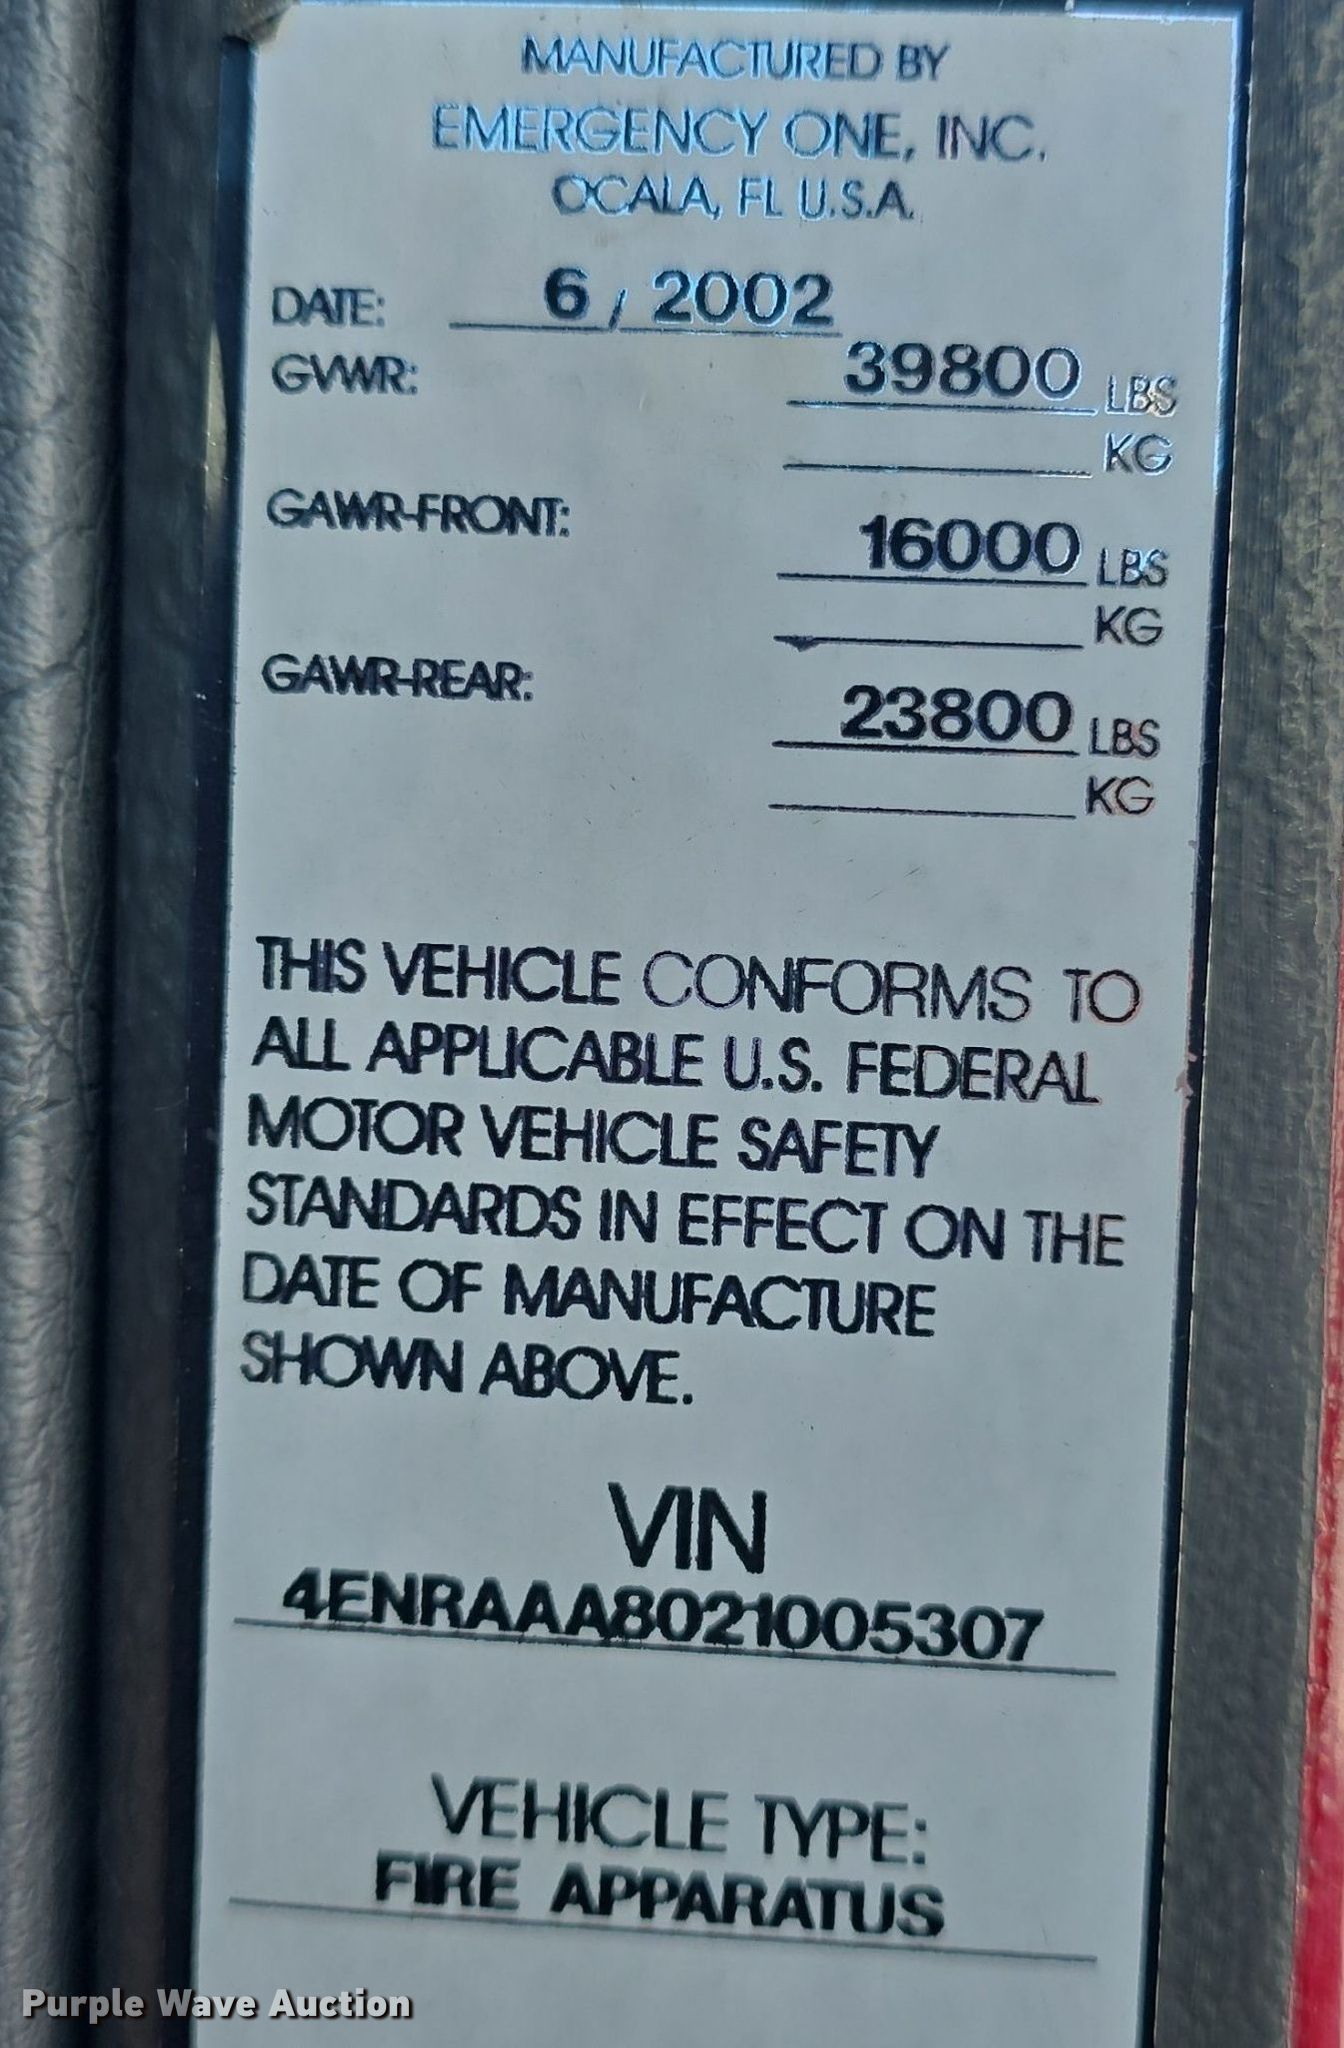 MANUFACTURED BY
EMERGENCY ONE, INC.
OCALA, FL U.S.A.
DATE: 6 / 2002
GVWR: 39800 LBS
KG
GAWR-FRONT: 16000 LBS
KG
GAWR-REAR: 23800 LBS
KG
THIS VEHICLE CONFORMS TO
ALL APPLICABLE U.S. FEDERAL
MOTOR VEHICLE SAFETY
STANDARDS IN EFFECT ON THE
DATE OF MANUFACTURE
SHOWN ABOVE.
VIN
4ENRAAA8021005307
VEHICLE TYPE:
FIRE APPARATUS
Purple Wave Auction